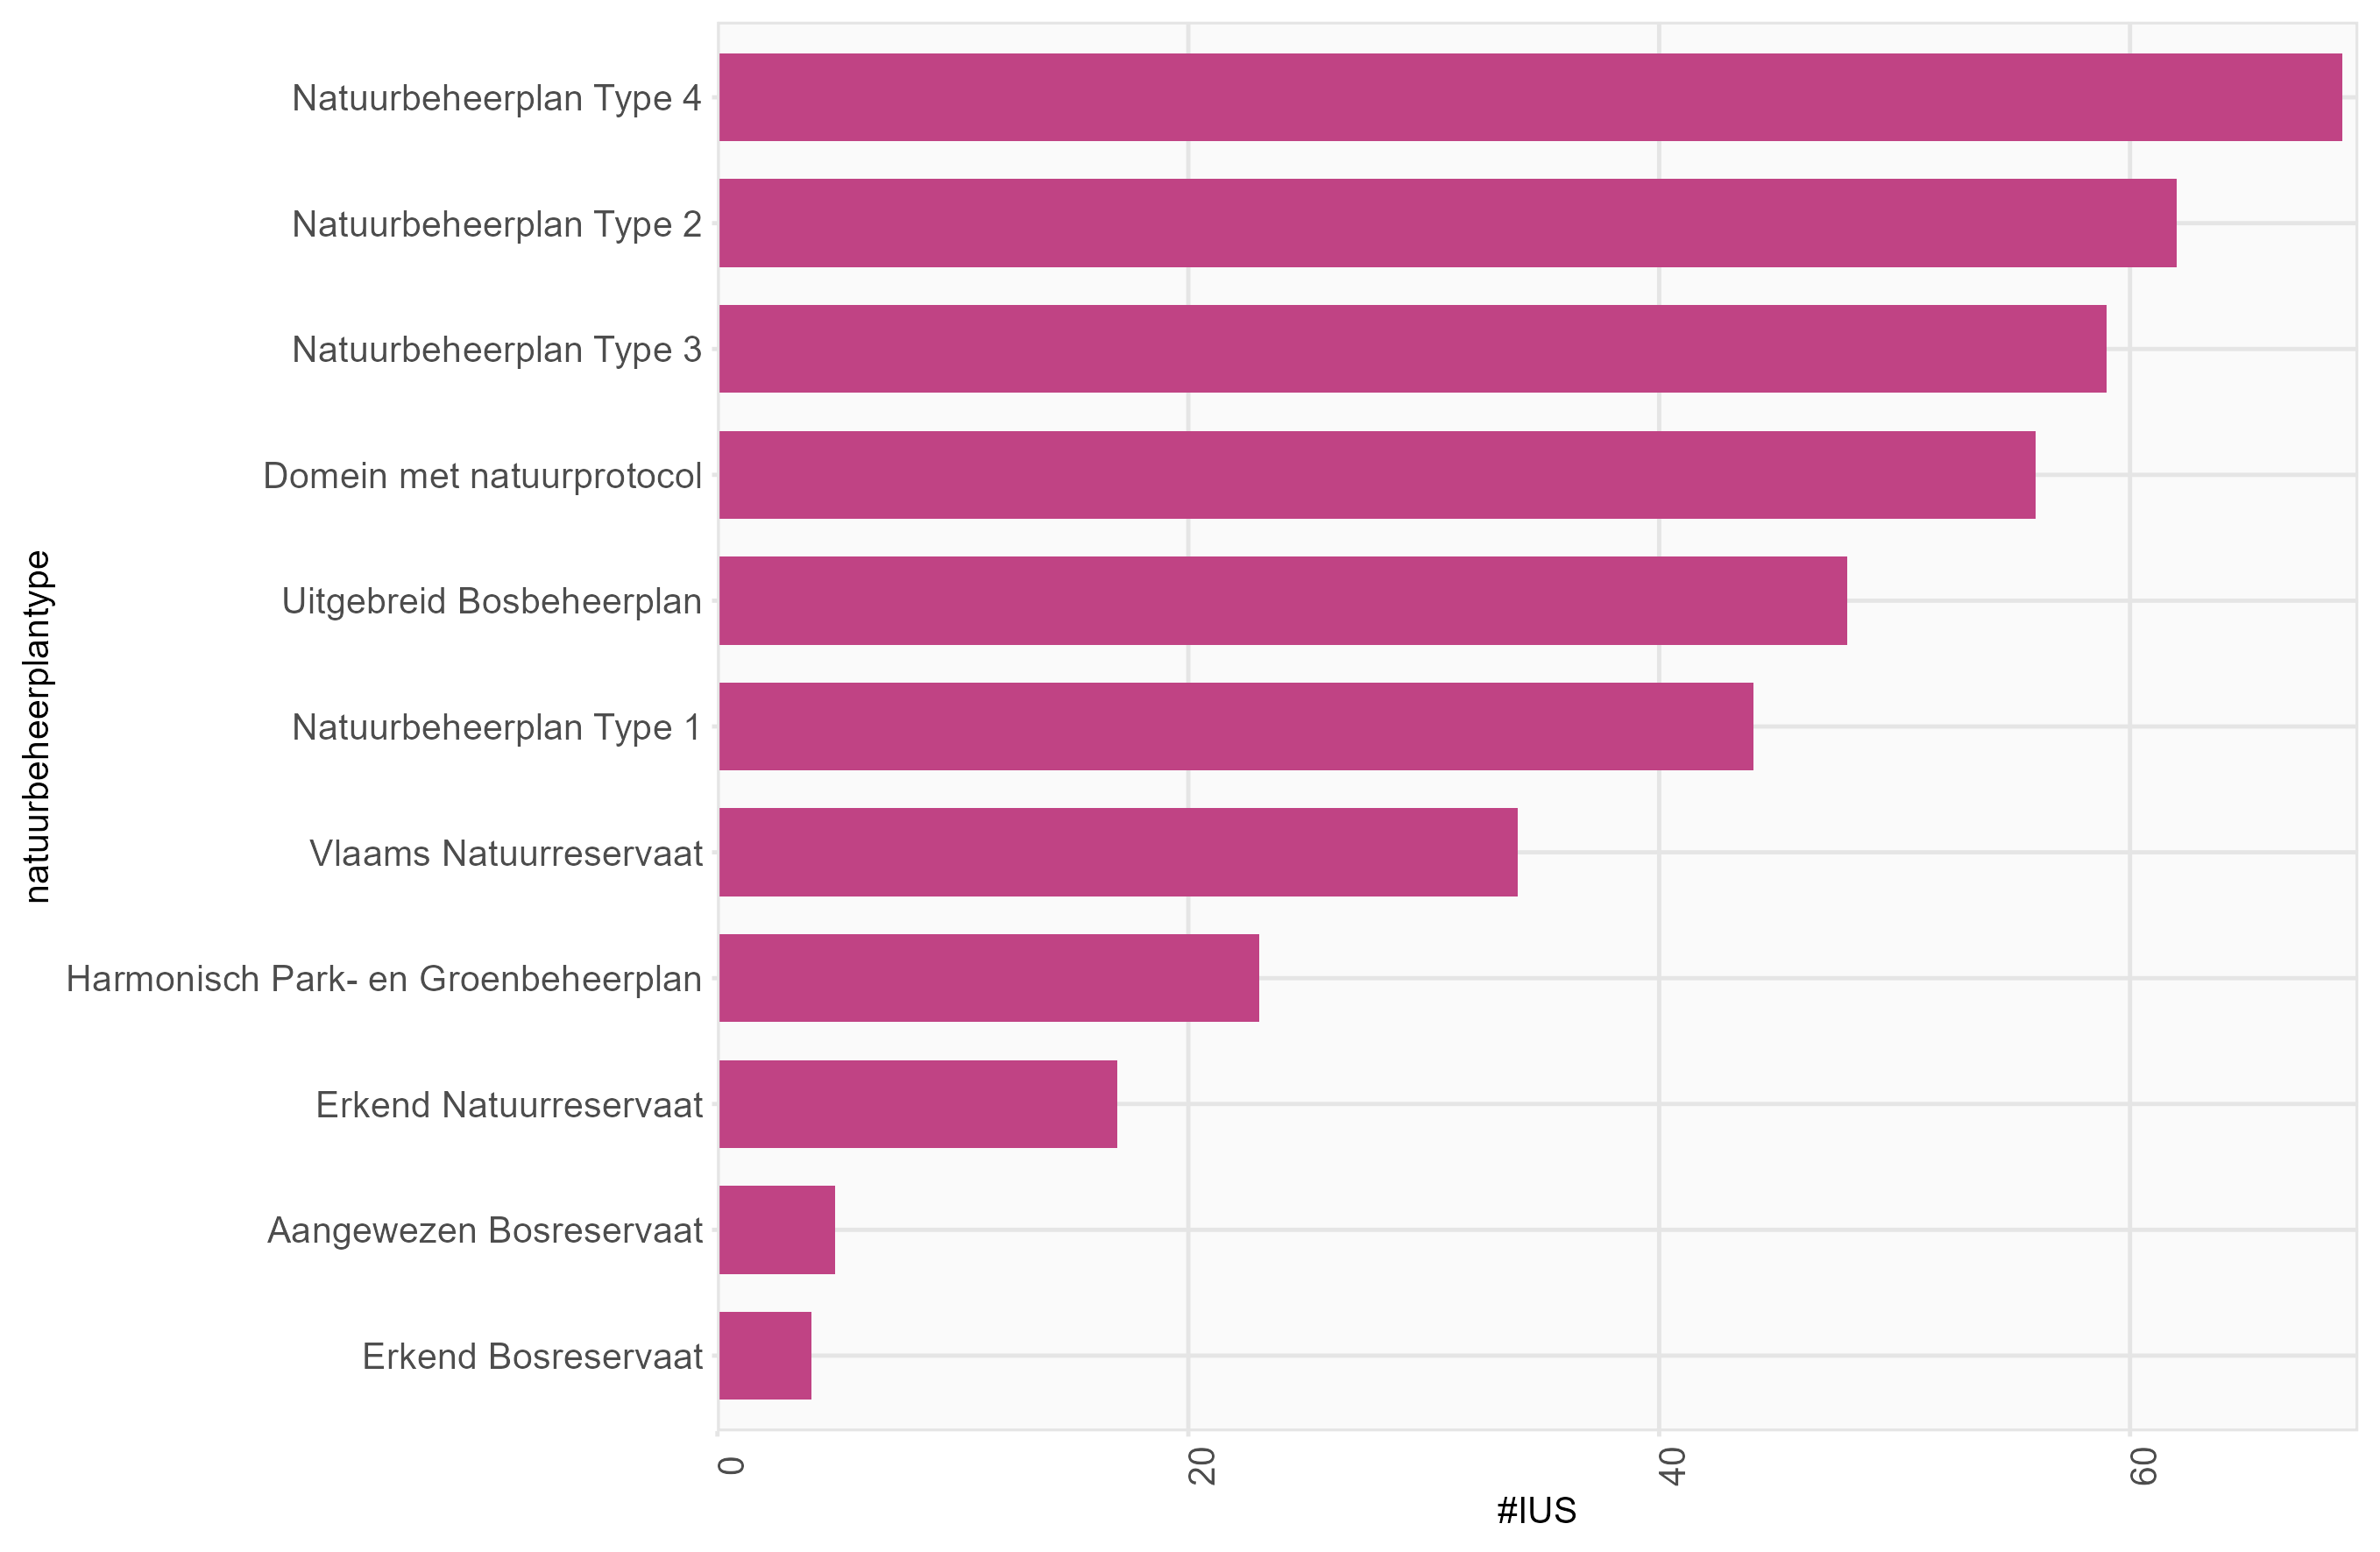 natuurbeheerplantype
Natuurbeheerplan Type 4
Natuurbeheerplan Type 2
Natuurbeheerplan Type 3
Domein met natuurprotocol
Uitgebreid Bosbeheerplan
Natuurbeheerplan Type 1
Vlaams Natuurreservaat
Harmonisch Park- en Groenbeheerplan
Erkend Natuurreservaat
Aangewezen Bosreservaat
Erkend Bosreservaat
0
20
40
60
#IUS